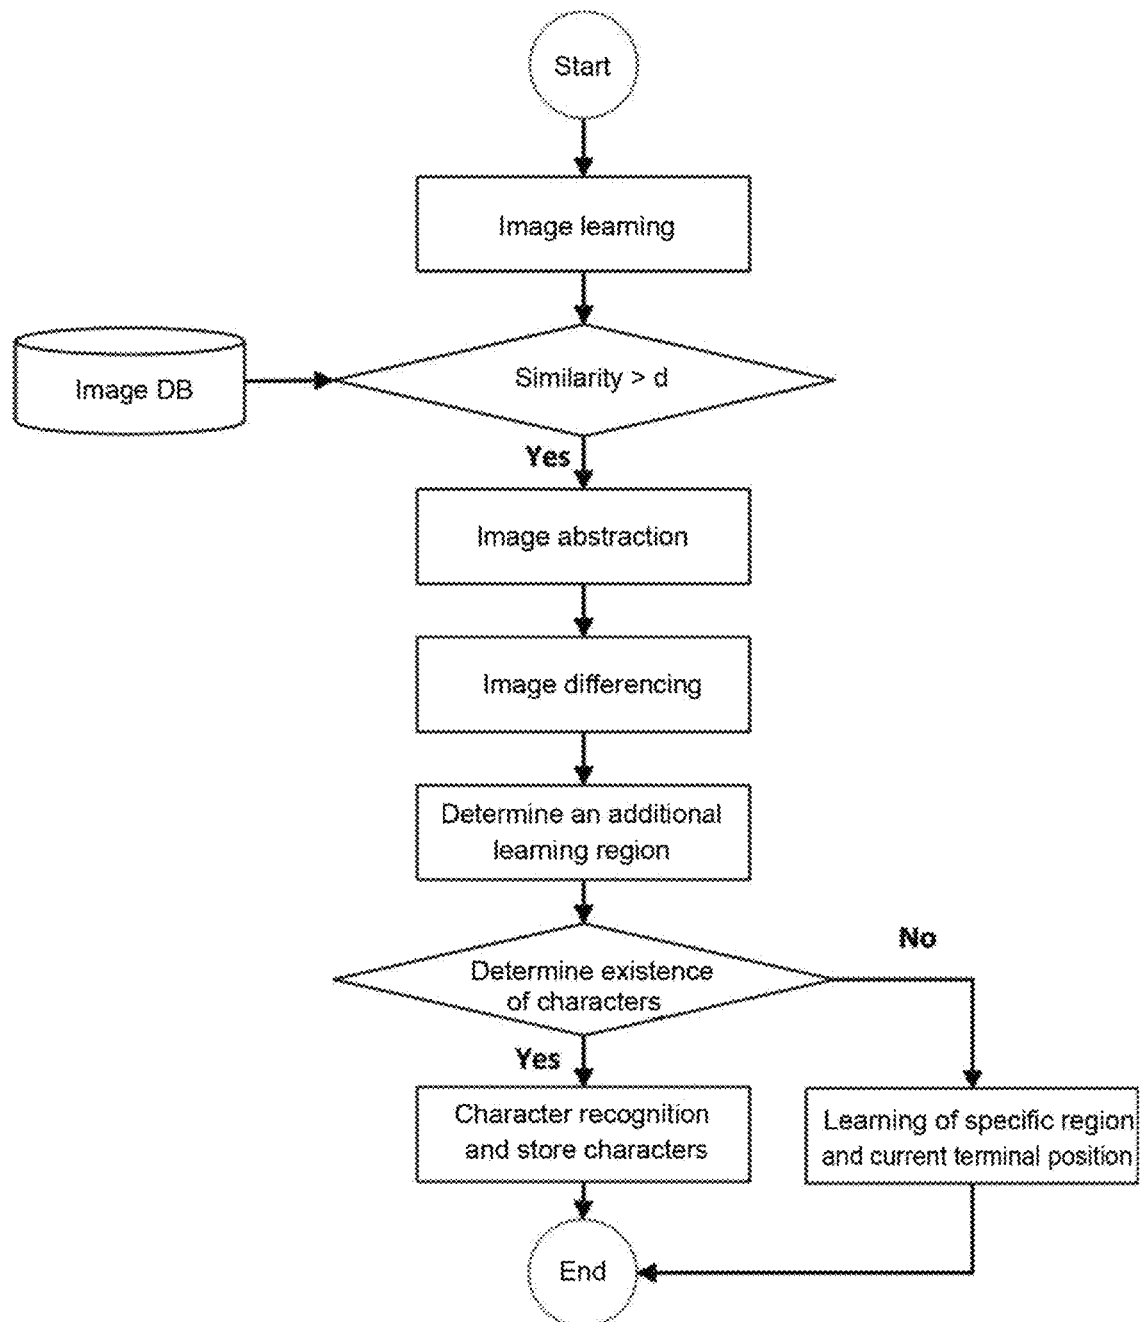 Start
Image learning
Image DB
Similarity > d
Yes
Image abstraction
Image differencing
Determine an additional
learning region
No
Determine existence
of characters
Yes
Character recognition
and store characters
Learning of specific region
and current terminal position
End